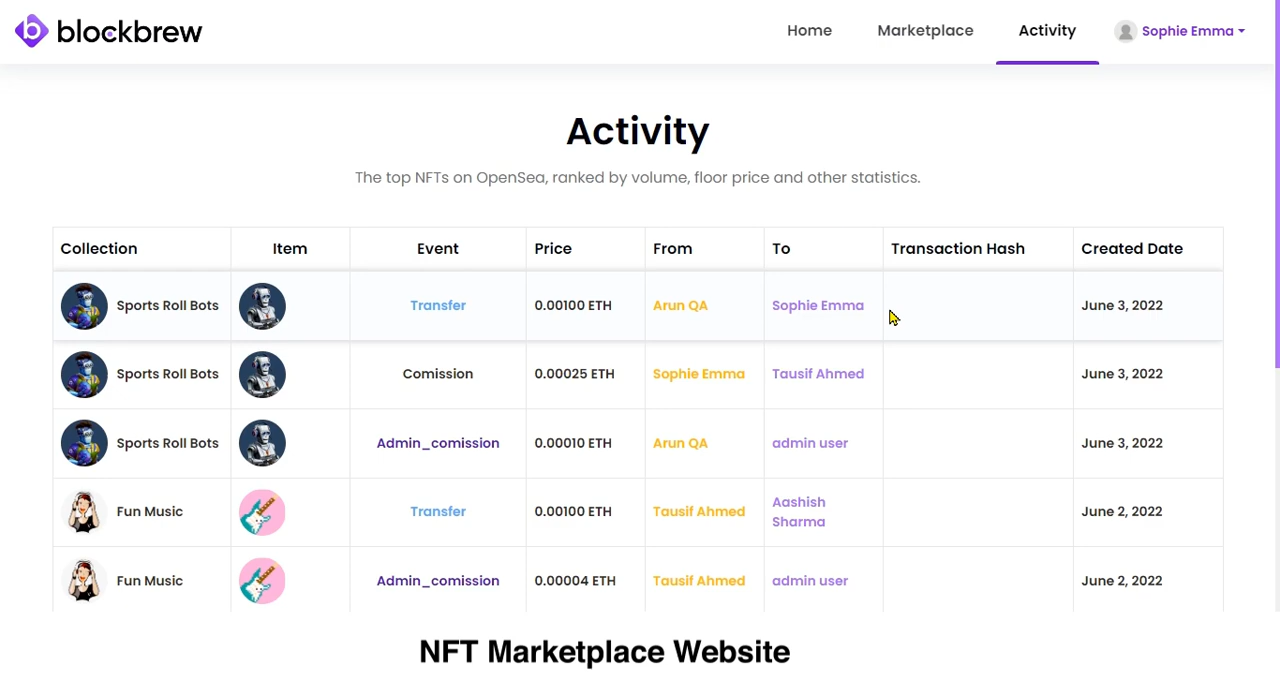 blockbrew
Home Marketplace Activity Sophie Emma
Activity
The top NFTs on OpenSea, ranked by volume, floor price and other statistics.
Collection Item Event Price From To Transaction Hash Created Date
Sports Roll Bots Transfer 0.00100 ETH Arun QA Sophie Emma June 3, 2022
Sports Roll Bots Comission 0.00025 ETH Sophie Emma Tausif Ahmed June 3, 2022
Sports Roll Bots Admin_comission 0.00010 ETH Arun QA admin user June 3, 2022
Fun Music Transfer 0.00100 ETH Tausif Ahmed Aashish Sharma June 2, 2022
Fun Music Admin_comission 0.00004 ETH Tausif Ahmed admin user June 2, 2022
NFT Marketplace Website